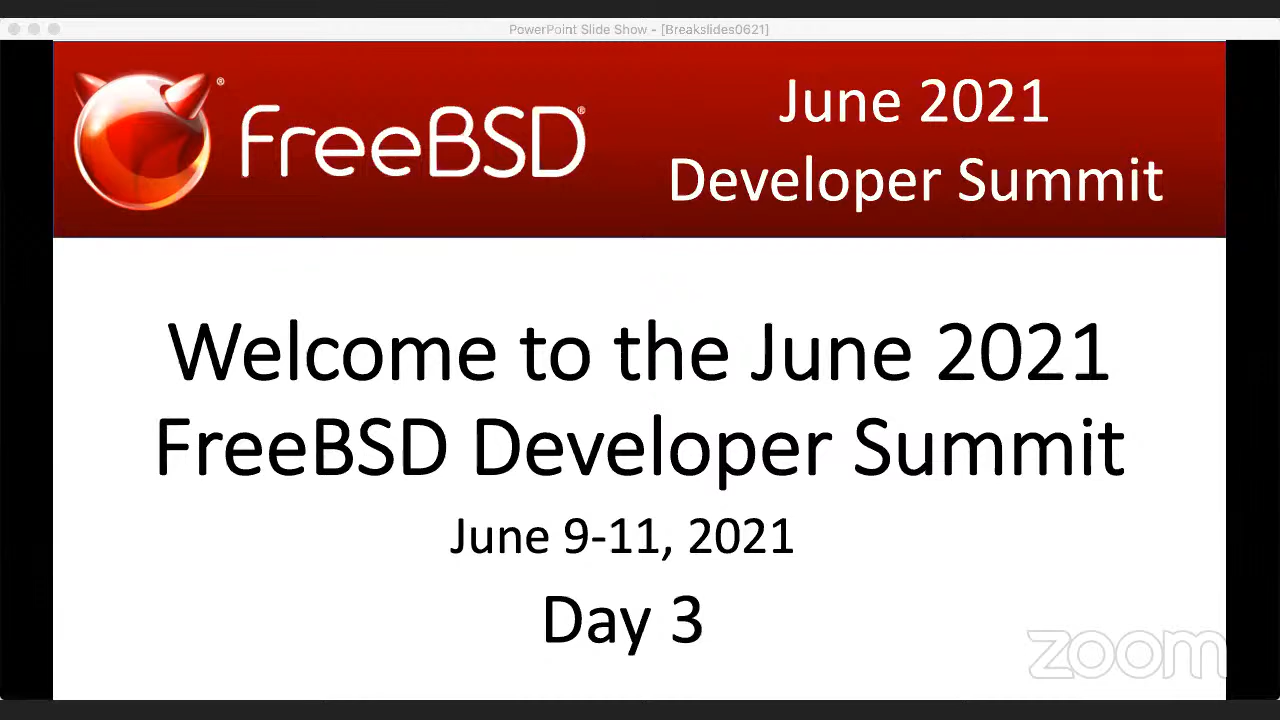 PowerPoint Slide Show - [Breakslides0621]
FreeBSD®
®
June 2021
Developer Summit
Welcome to the June 2021
FreeBSD Developer Summit
June 9-11, 2021
Day 3
zoom